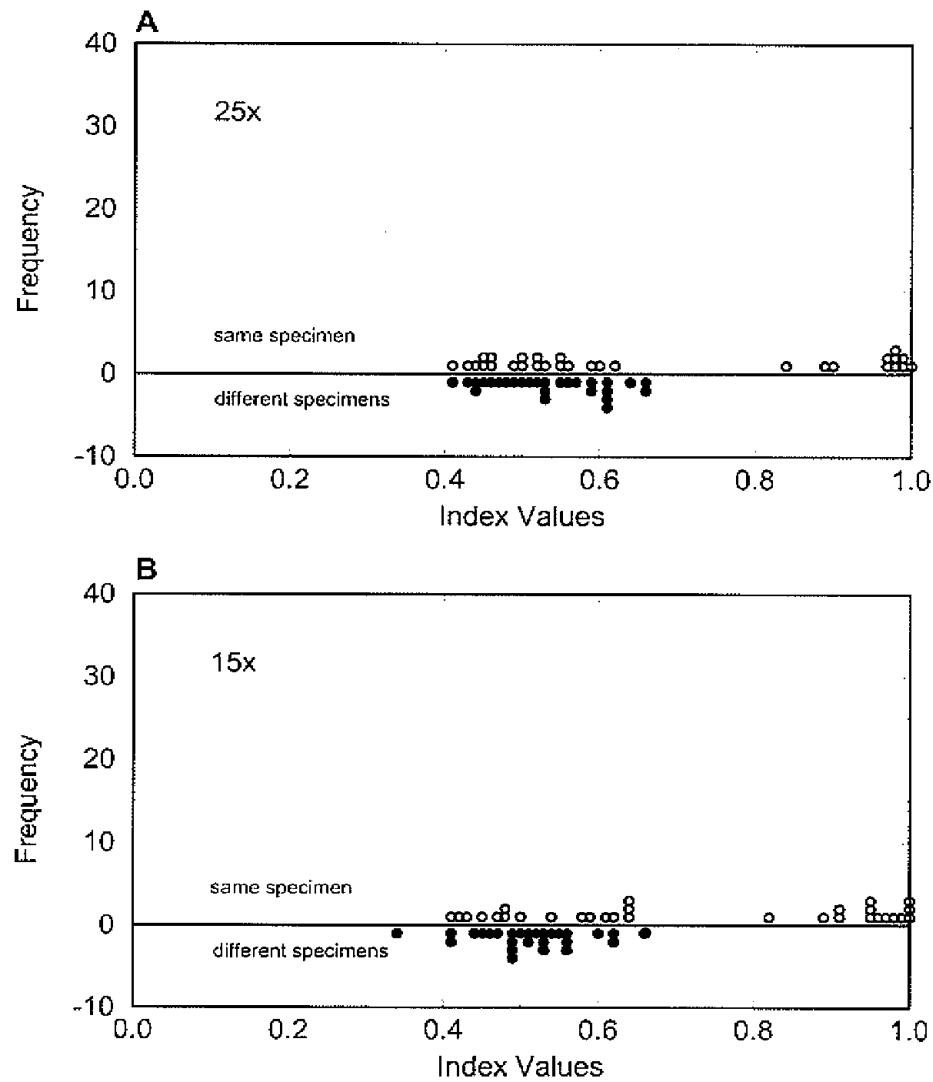 A
40
30
20
10
0
-10
Frequency
25x
same specimen
different specimens
0.0 0.2 0.4 0.6 0.8 1.0
Index Values
B
40
30
20
10
0
-10
Frequency
15x
same specimen
different specimens
0.0 0.2 0.4 0.6 0.8 1.0
Index Values